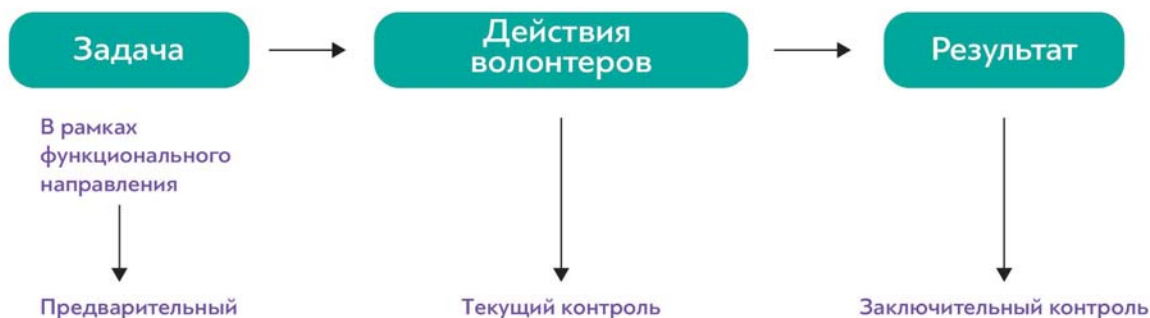 Задача
Действия
волонтеров
Результат
В рамках
функционального
направления
Предварительный
Текущий контроль
Заключительный контроль